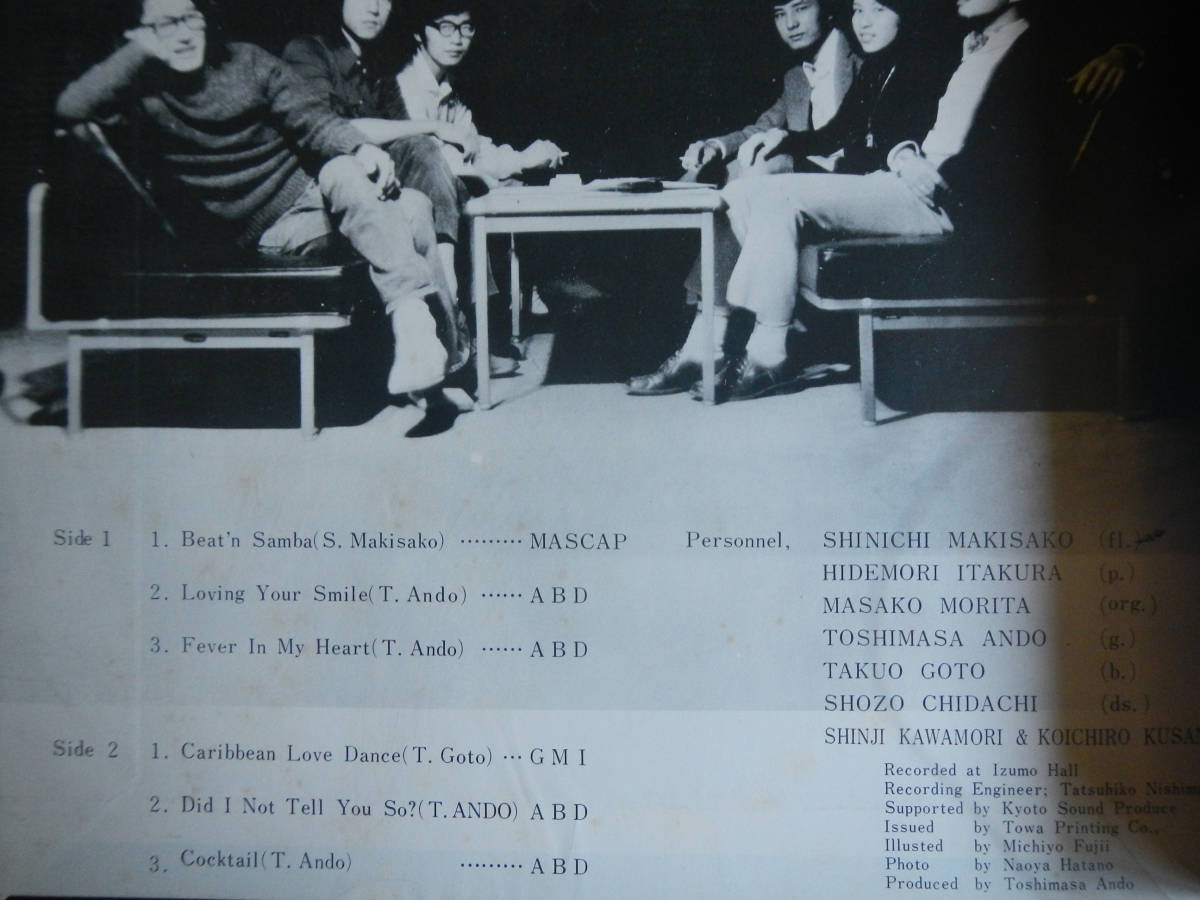 Side 1 1. Beat'n Samba(S. Makisako) ········· MASCAP
2. Loving Your Smile(T. Ando) ······ A B D
3. Fever In My Heart(T. Ando) ······ A B D
Side 2 1. Caribbean Love Dance(T. Goto) ··· G M I
2. Did I Not Tell You So?(T. ANDO) A B D
3. Cocktail(T. Ando) ········· A B D
Personnel, SHINICHI MAKISAKO (fl.)
HIDEMORI ITAKURA (p.)
MASAKO MORITA (org.)
TOSHIMASA ANDO (g.)
TAKUO GOTO (b.)
SHOZO CHIDACHI (ds.)
SHINJI KAWAMORI & KOICHIRO
Recorded at Izumo Hall
Recording Engineer; Tatsuhiko
Supported by Kyoto Sound Produce
Issued by Towa Printing Co.,
Illusted by Michiyo Fujii
Photo by Naoya Hatano
Produced by Toshimasa Ando